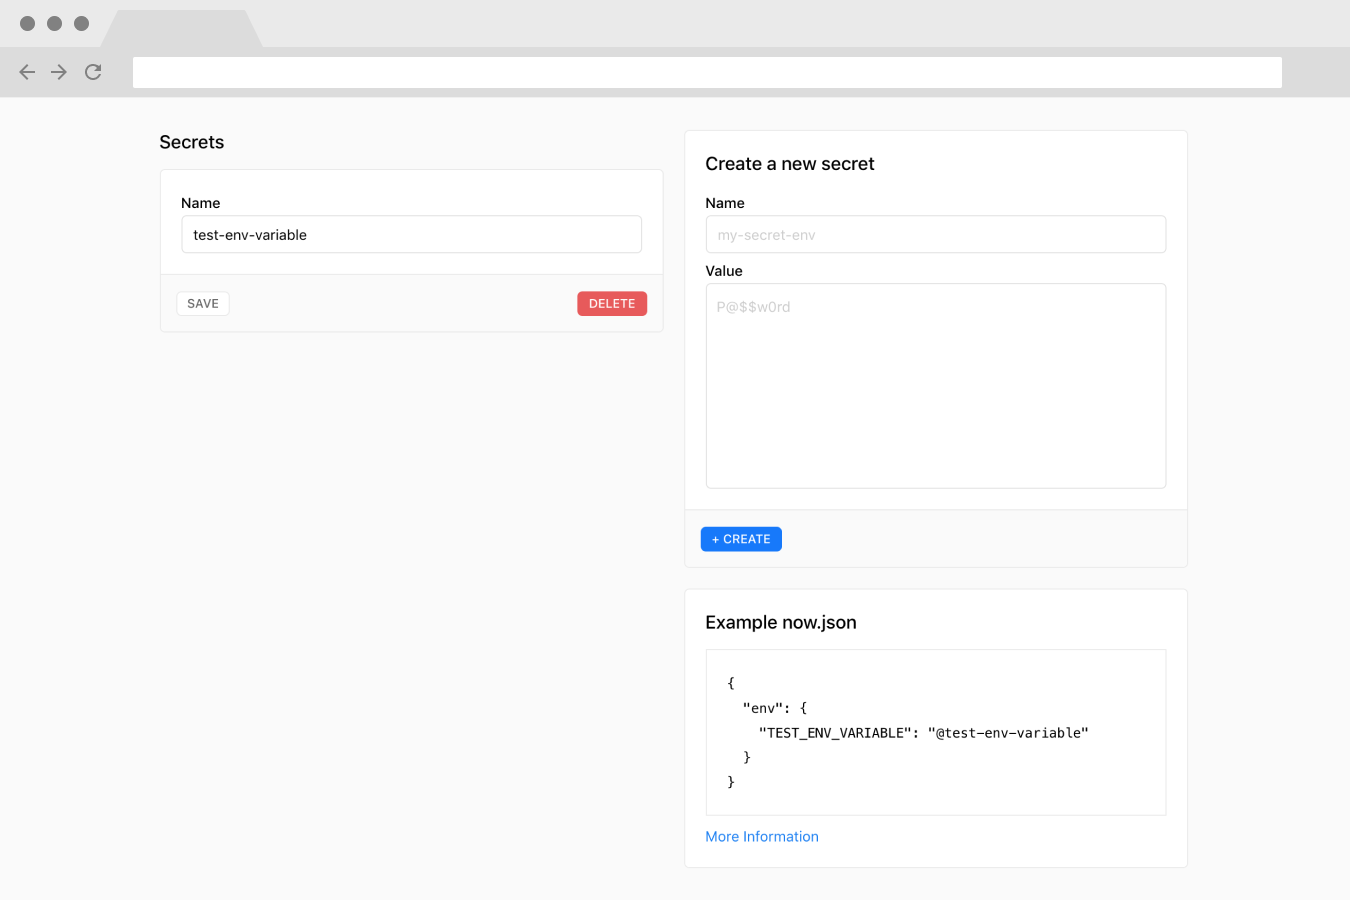 Secrets
Name
test-env-variable
SAVE
DELETE
Create a new secret
Name
my-secret-env
Value
P@$$w0rd
+ CREATE
Example now.json
{
  "env": {
    "TEST_ENV_VARIABLE": "@test-env-variable"
  }
}
More Information